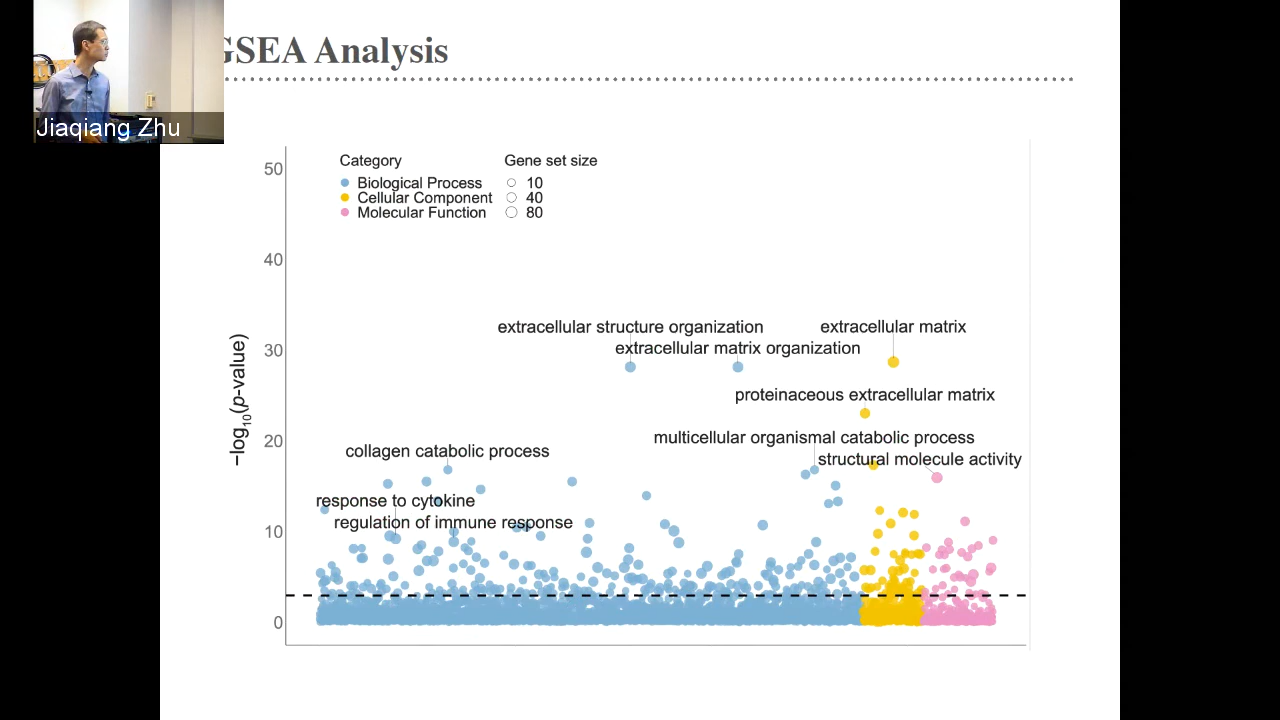 GSEA Analysis
Jiaqiang Zhu
Category
Gene set size
Biological Process
10
Cellular Component
40
Molecular Function
80
50
40
30
20
10
0
−log10(p-value)
extracellular structure organization
extracellular matrix
extracellular matrix organization
proteinaceous extracellular matrix
multicellular organismal catabolic process
collagen catabolic process
structural molecule activity
response to cytokine
regulation of immune response